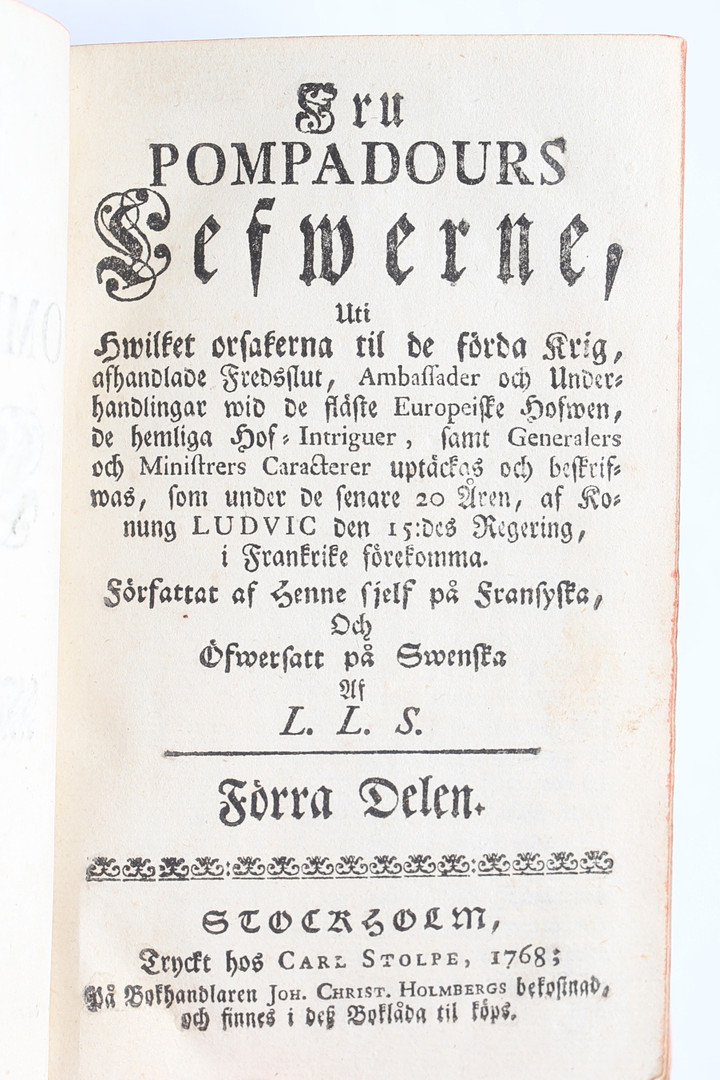 Fru
POMPADOURS
Lefwerne,
Uti
Hwilket orsakerna til de förda Krig,
afhandlade Fredsslut, Ambassader och Under-
handlingar wid de fläste Europeiske Hofwen,
de hemliga Hof-Intriguer, samt Generalers
och Ministrers Caracterer uptäckas och beskrif-
was, som under de senare 20 Åren, af Ko-
nung LUDVIC den 15:des Regering,
i Frankrike förekomma.
Författat af Henne sjelf på Fransyska,
Och
Öfwersatt på Swenska
Af
L. L. S.
Förra Delen.
STOCKHOLM,
Tryckt hos CARL STOLPE, 1768;
På Bokhandlaren JOH. CHRIST. HOLMBERGS bekostnad,
och finnes i deß Boklåda til köps.